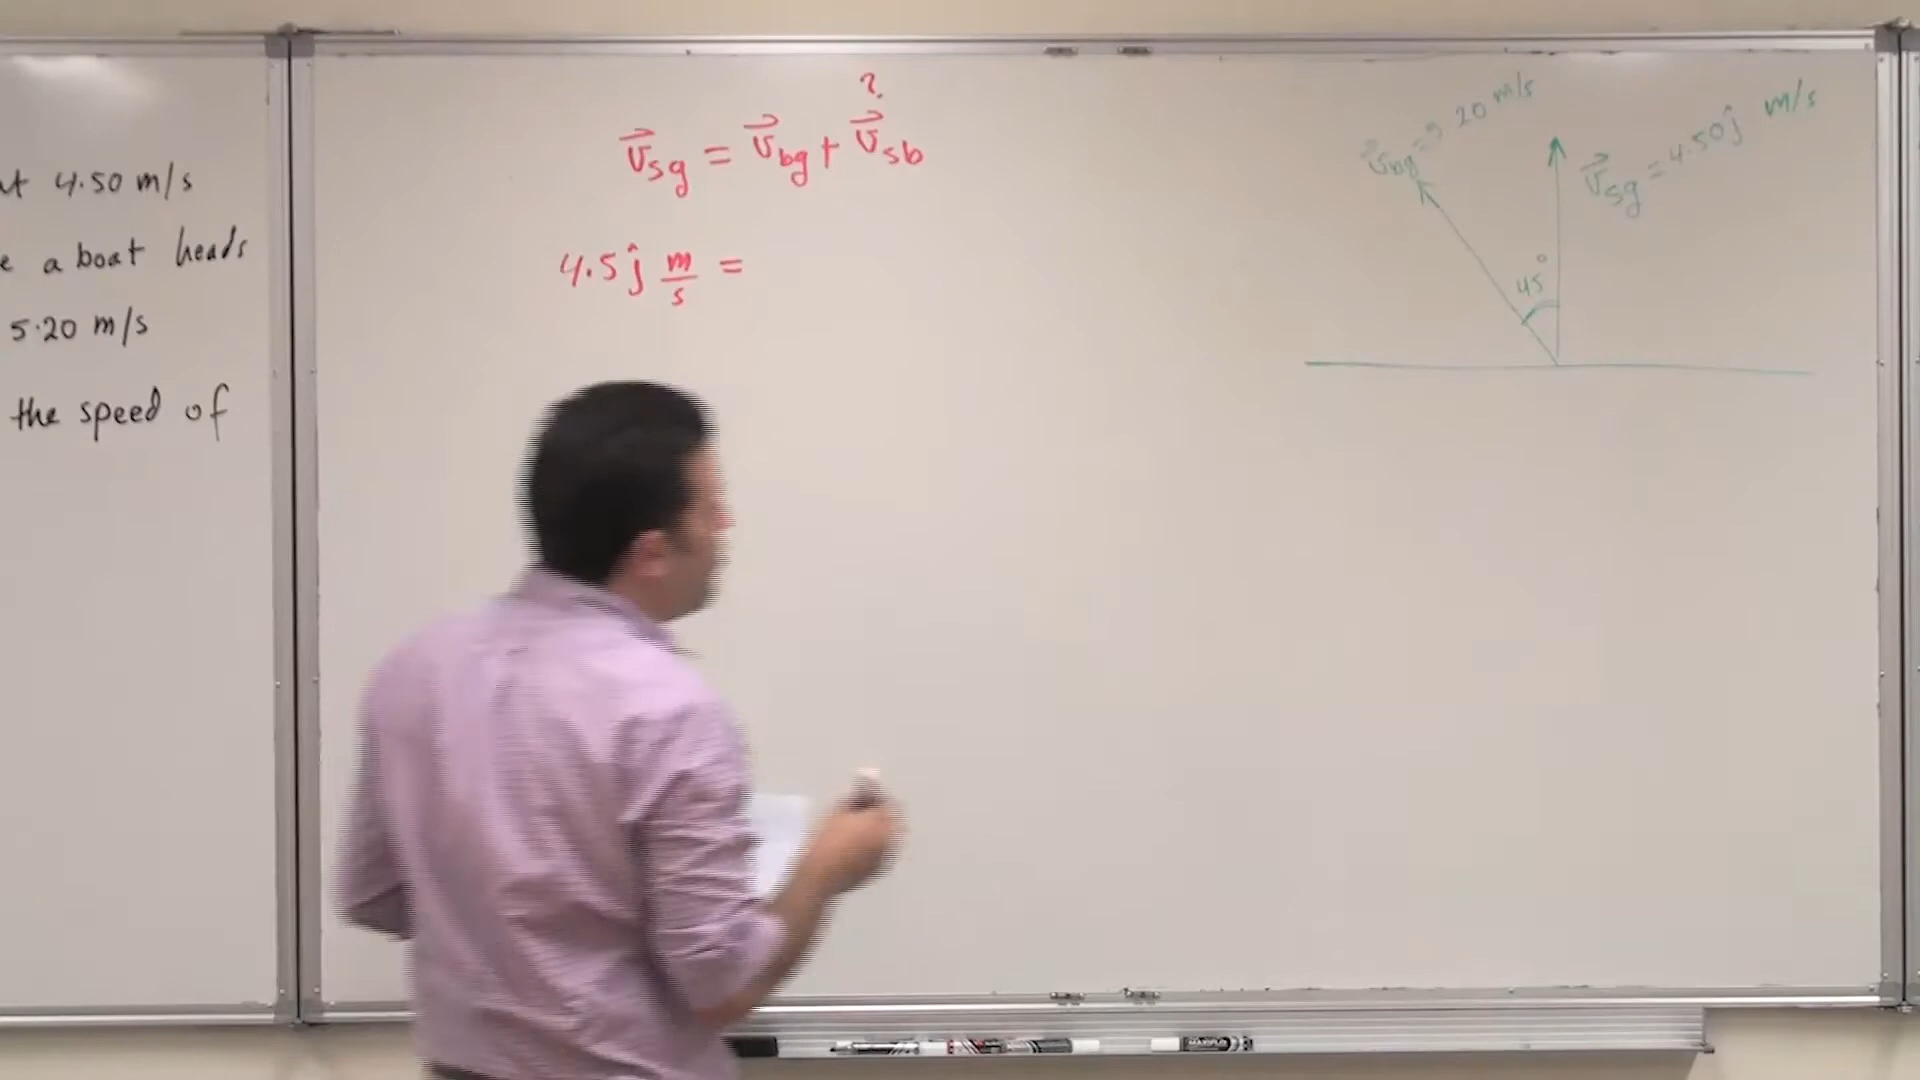 at 4.50 m/s
a boat heads
5.20 m/s
the speed of
?
v⃗sg = v⃗bg + v⃗sb
4.5 ĵ m/s =
v⃗bg = 5.20 m/s
v⃗sg = 4.50 ĵ m/s
45°